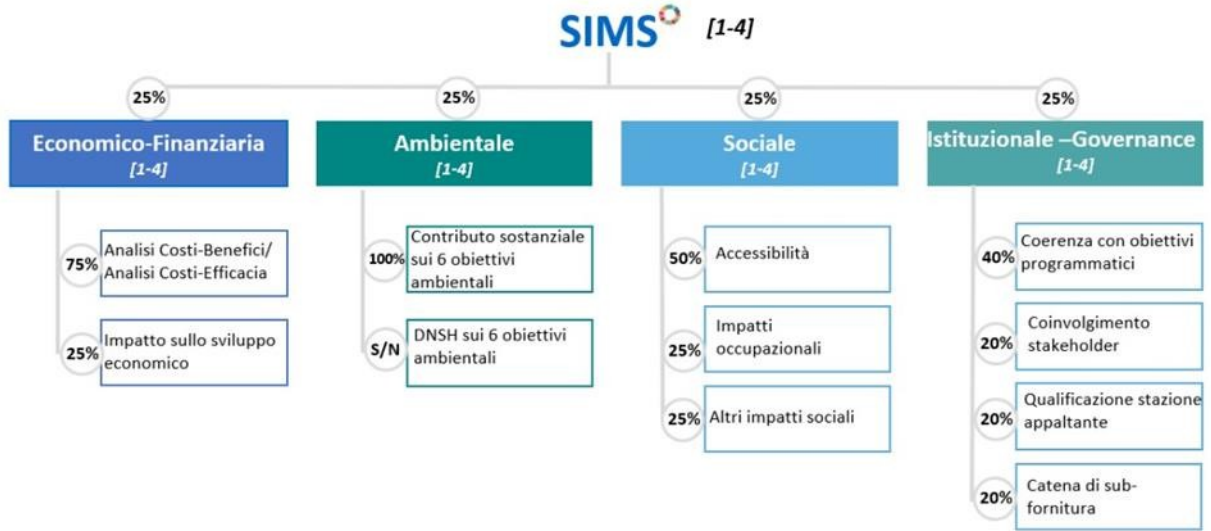 SIMS [1-4]
25%
25%
25%
25%
Economico-Finanziaria
[1-4]
Ambientale
[1-4]
Sociale
[1-4]
Istituzionale –Governance
[1-4]
75%
Analisi Costi-Benefici/
Analisi Costi-Efficacia
25%
Impatto sullo sviluppo
economico
100%
Contributo sostanziale
sui 6 obiettivi
ambientali
S/N
DNSH sui 6 obiettivi
ambientali
50%
Accessibilità
25%
Impatti
occupazionali
25%
Altri impatti sociali
40%
Coerenza con obiettivi
programmatici
20%
Coinvolgimento
stakeholder
20%
Qualificazione stazione
appaltante
20%
Catena di sub-
fornitura